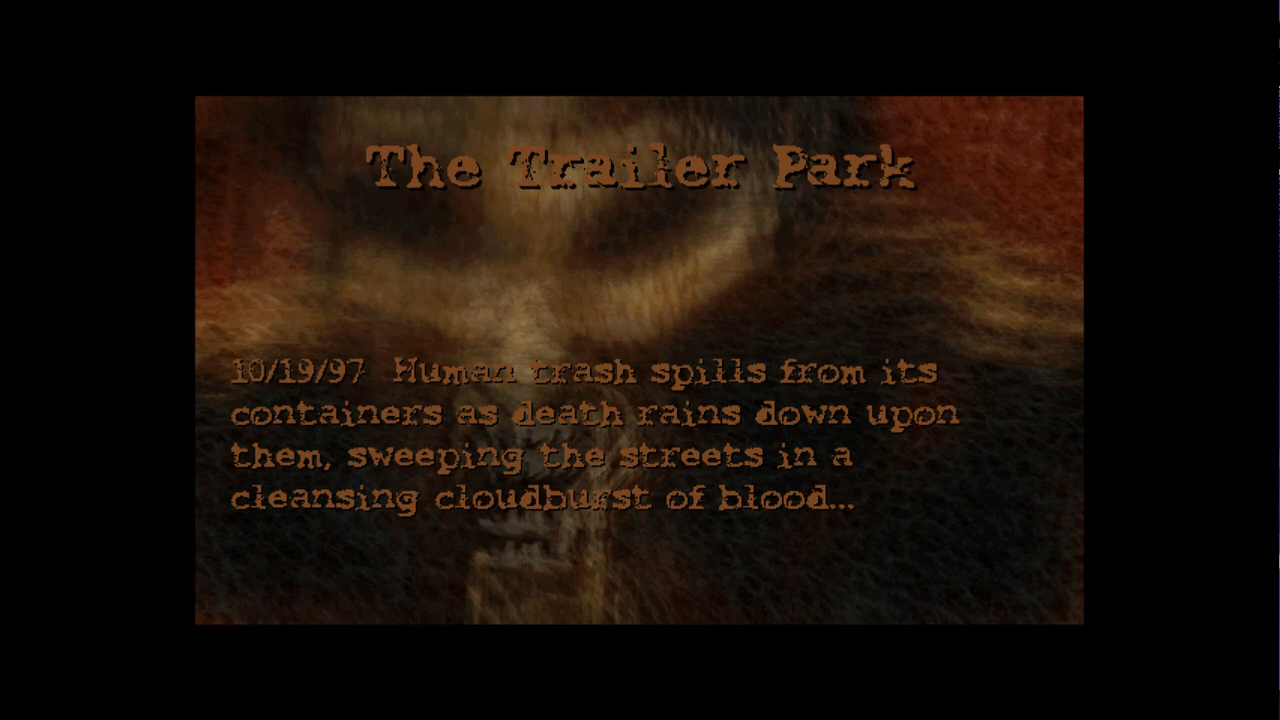 The Trailer Park
10/19/97 Human trash spills from its
containers as death rains down upon
them, sweeping the streets in a
cleansing cloudburst of blood...